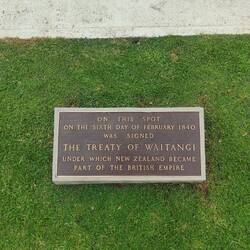 ON THIS SPOT
ON THE SIXTH DAY OF FEBRUARY 1840
WAS SIGNED
THE TREATY OF WAITANGI
UNDER WHICH NEW ZEALAND BECAME
PART OF THE BRITISH EMPIRE